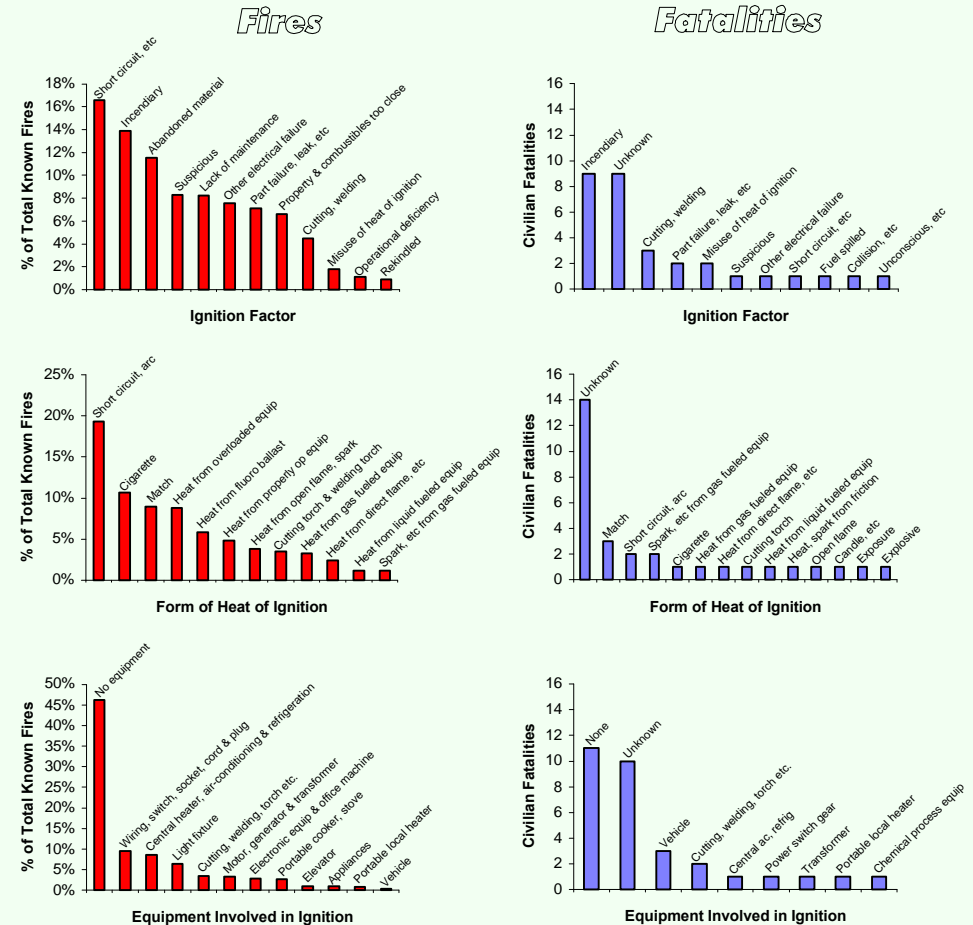 Fires
Fatalities
% of Total Known Fires
18%
16%
14%
12%
10%
8%
6%
4%
2%
0%
Short circuit, etc
Incendiary
Abandoned material
Suspicious
Lack of maintenance
Other electrical failure
Part failure, leak, etc
Property & combustibles too close
Cutting, welding
Misuse of heat of ignition
Operational deficiency
Rekindled
Ignition Factor
Civilian Fatalities
16
14
12
10
8
6
4
2
0
Incendiary
Unknown
Cutting, welding
Part failure, leak, etc
Misuse of heat of ignition
Suspicious
Other electrical failure
Short circuit, etc
Fuel spilled
Collision, etc
Unconscious, etc
Ignition Factor
% of Total Known Fires
25%
20%
15%
10%
5%
0%
Short circuit, arc
Cigarette
Match
Heat from overloaded equip
Heat from fluoro ballast
Heat from properly op equip
Heat from open flame, spark
Cutting torch & welding torch
Heat from gas fueled equip
Heat from direct flame, etc
Heat from liquid fueled equip
Spark, etc from gas fueled equip
Form of Heat of Ignition
Civilian Fatalities
16
14
12
10
8
6
4
2
0
Unknown
Match
Short circuit, arc
Spark, etc from gas fueled equip
Cigarette
Heat from gas fueled equip
Heat from direct flame, etc
Cutting torch
Heat from liquid fueled equip
Heat, spark from friction
Open flame
Candle, etc
Exposure
Explosive
Form of Heat of Ignition
% of Total Known Fires
50%
45%
40%
35%
30%
25%
20%
15%
10%
5%
0%
No equipment
Wiring, switch, socket, cord & plug
Central heater, air-conditioning & refrigeration
Light fixture
Cutting, welding, torch etc.
Motor, generator & transformer
Electronic equip & office machine
Portable cooker, stove
Elevator
Appliances
Portable local heater
Vehicle
Equipment Involved in Ignition
Civilian Fatalities
16
14
12
10
8
6
4
2
0
None
Unknown
Vehicle
Cutting, welding, torch etc.
Central ac, refrig
Power switch gear
Transformer
Portable local heater
Chemical process equip
Equipment Involved in Ignition